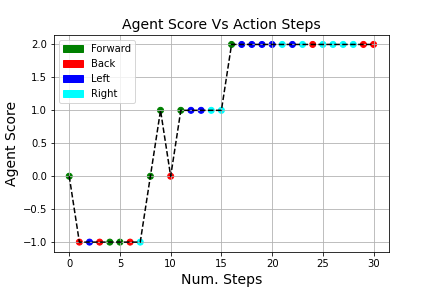 Agent Score Vs Action Steps
Agent Score
2.0
1.5
1.0
0.5
0.0
−0.5
−1.0
Forward
Back
Left
Right
0 5 10 15 20 25 30
Num. Steps